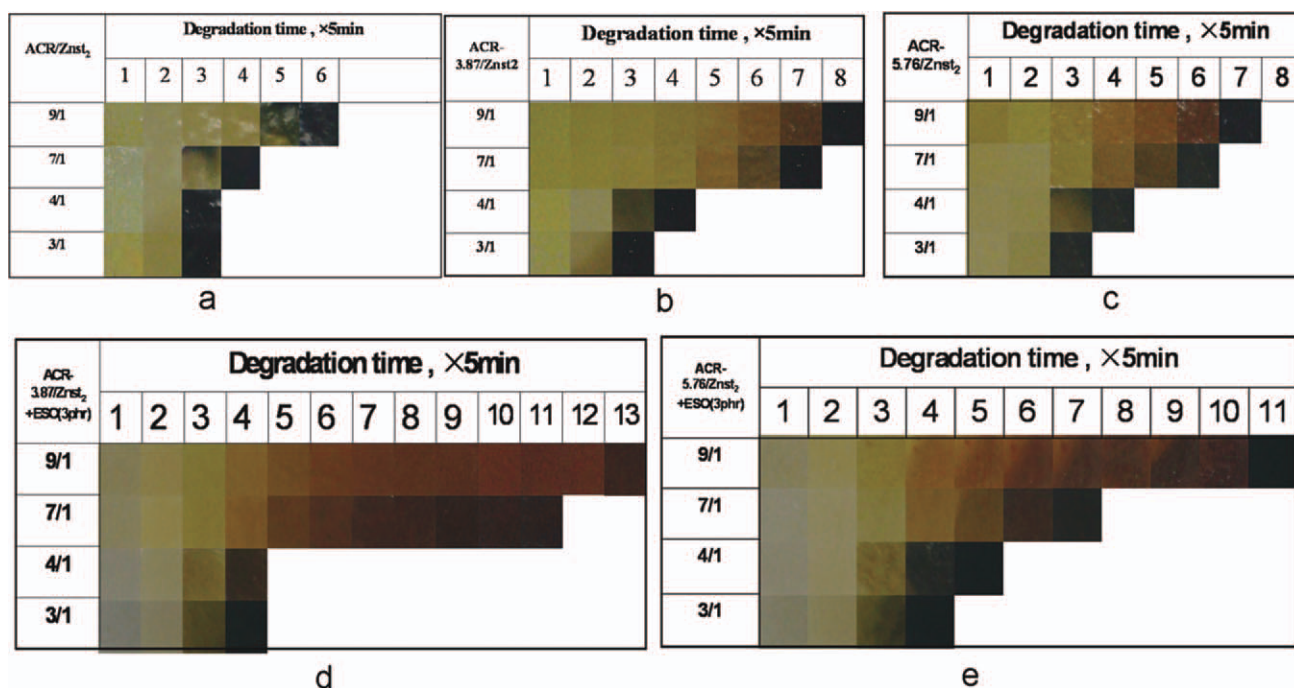 ACR/Znst₂
Degradation time , ×5min
1 2 3 4 5 6
9/1
7/1
4/1
3/1
a
ACR-
3.87/Znst2
Degradation time , ×5min
1 2 3 4 5 6 7 8
9/1
7/1
4/1
3/1
b
ACR-
5.76/Znst₂
Degradation time , ×5min
1 2 3 4 5 6 7 8
9/1
7/1
4/1
3/1
c
ACR-
3.87/Znst₂
+ESO(3phr)
Degradation time , ×5min
1 2 3 4 5 6 7 8 9 10 11 12 13
9/1
7/1
4/1
3/1
d
ACR-
5.76/Znst₂
+ESO(3phr)
Degradation time , ×5min
1 2 3 4 5 6 7 8 9 10 11
9/1
7/1
4/1
3/1
e